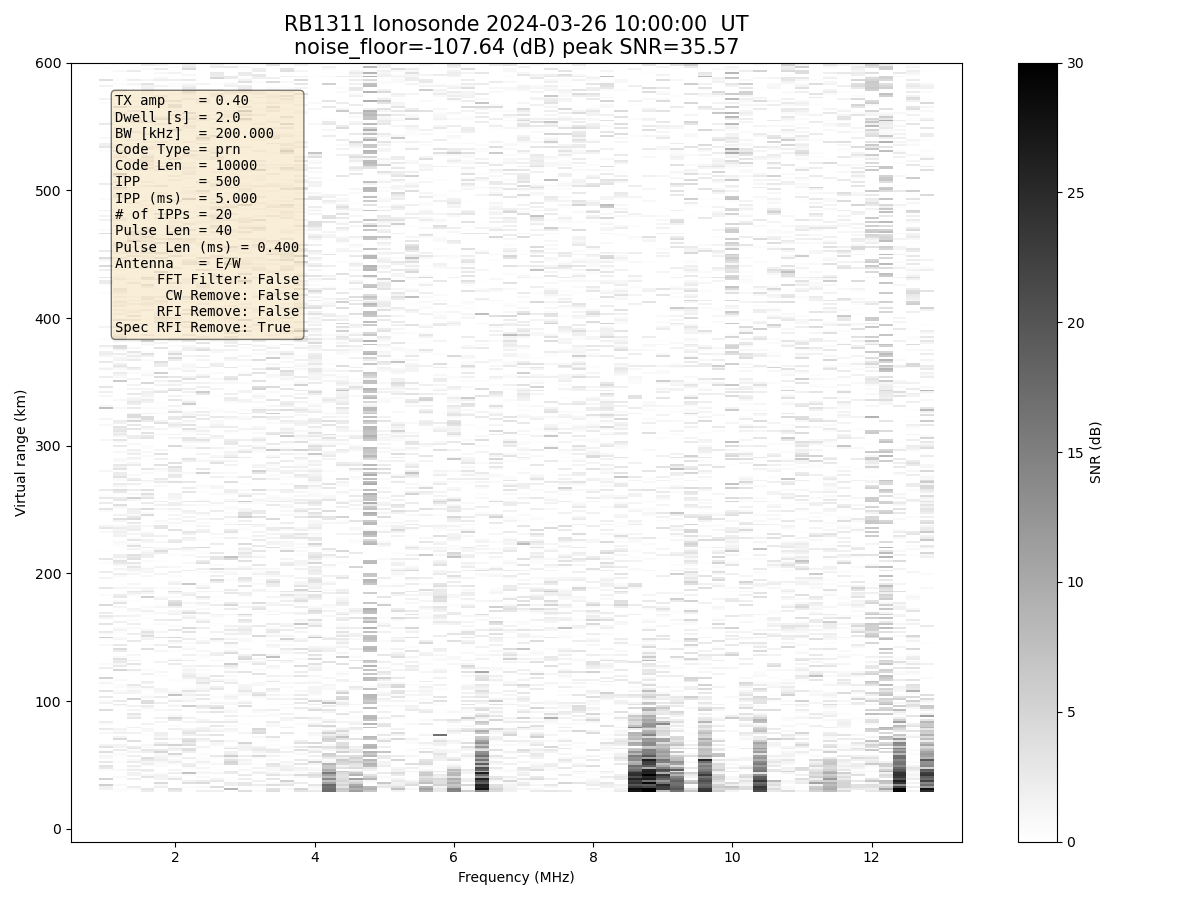 RB1311 Ionosonde 2024-03-26 10:00:00  UT
noise_floor=-107.64 (dB) peak SNR=35.57
TX amp    = 0.40
Dwell [s] = 2.0
BW [kHz]  = 200.000
Code Type = prn
Code Len  = 10000
IPP       = 500
IPP (ms)  = 5.000
# of IPPs = 20
Pulse Len = 40
Pulse Len (ms) = 0.400
Antenna   = E/W
FFT Filter: False
CW Remove: False
RFI Remove: False
Spec RFI Remove: True
600
500
400
300
200
100
0
Virtual range (km)
2
4
6
8
10
12
Frequency (MHz)
30
25
20
15
10
5
0
SNR (dB)